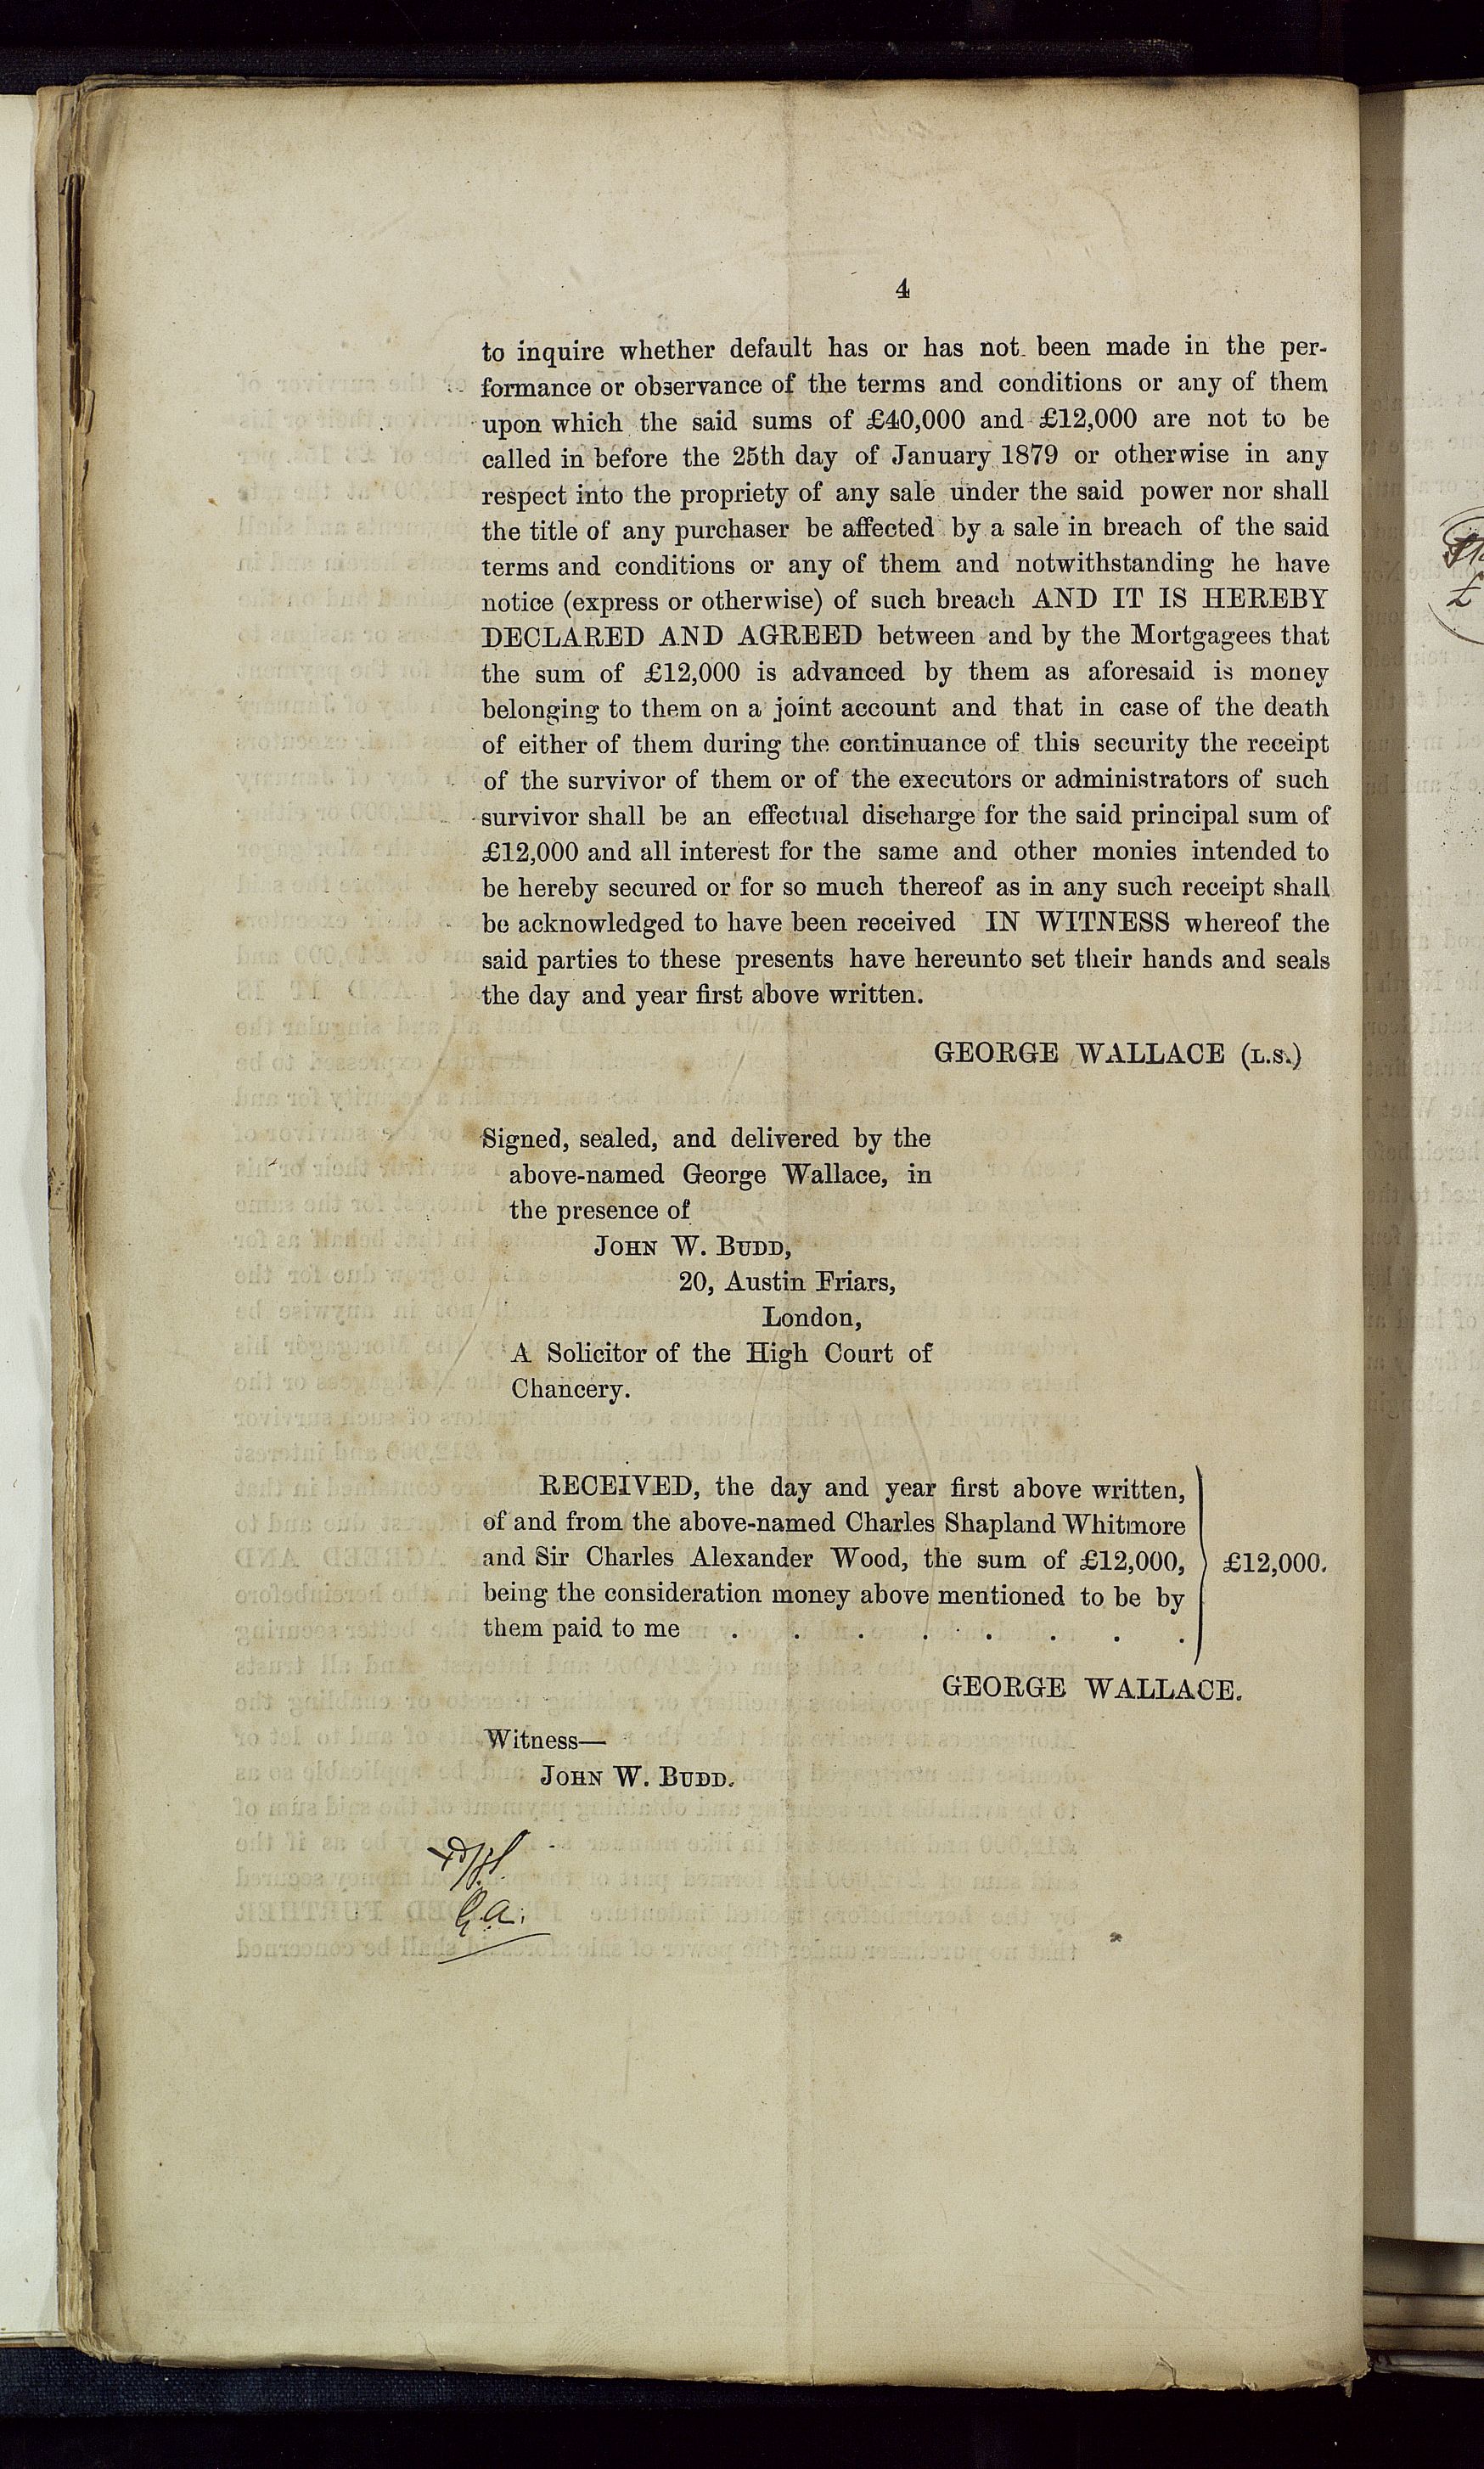 4
to inquire whether default has or has not been made in the per-
formance or observance of the terms and conditions or any of them
upon which the said sums of £40,000 and £12,000 are not to be
called in before the 25th day of January 1879 or otherwise in any
respect into the propriety of any sale under the said power nor shall
the title of any purchaser be affected by a sale in breach of the said
terms and conditions or any of them and notwithstanding he have
notice (express or otherwise) of such breach AND IT IS HEREBY
DECLARED AND AGREED between and by the Mortgagees that
the sum of £12,000 is advanced by them as aforesaid is money
belonging to them on a joint account and that in case of the death
of either of them during the continuance of this security the receipt
of the survivor of them or of the executors or administrators of such
survivor shall be an effectual discharge for the said principal sum of
£12,000 and all interest for the same and other monies intended to
be hereby secured or for so much thereof as in any such receipt shall
be acknowledged to have been received IN WITNESS whereof the
said parties to these presents have hereunto set their hands and seals
the day and year first above written.
GEORGE WALLACE (L.S.)
Signed, sealed, and delivered by the
above-named George Wallace, in
the presence of
JOHN W. BUDD,
20, Austin Friars,
London,
A Solicitor of the High Court of
Chancery.
RECEIVED, the day and year first above written,
of and from the above-named Charles Shapland Whitmore
and Sir Charles Alexander Wood, the sum of £12,000, £12,000.
being the consideration money above mentioned to be by
them paid to me . . . . . . . .
GEORGE WALLACE.
Witness—
JOHN W. BUDD.